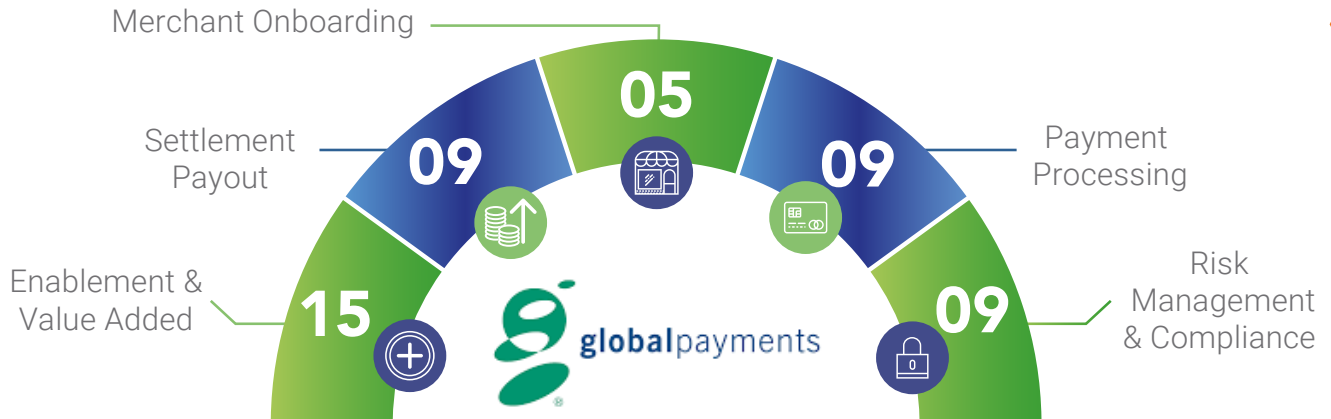 Merchant Onboarding
05
Settlement
Payout
09
09
Payment
Processing
Enablement &
Value Added
15
09
Risk
Management
& Compliance
globalpayments
®
0